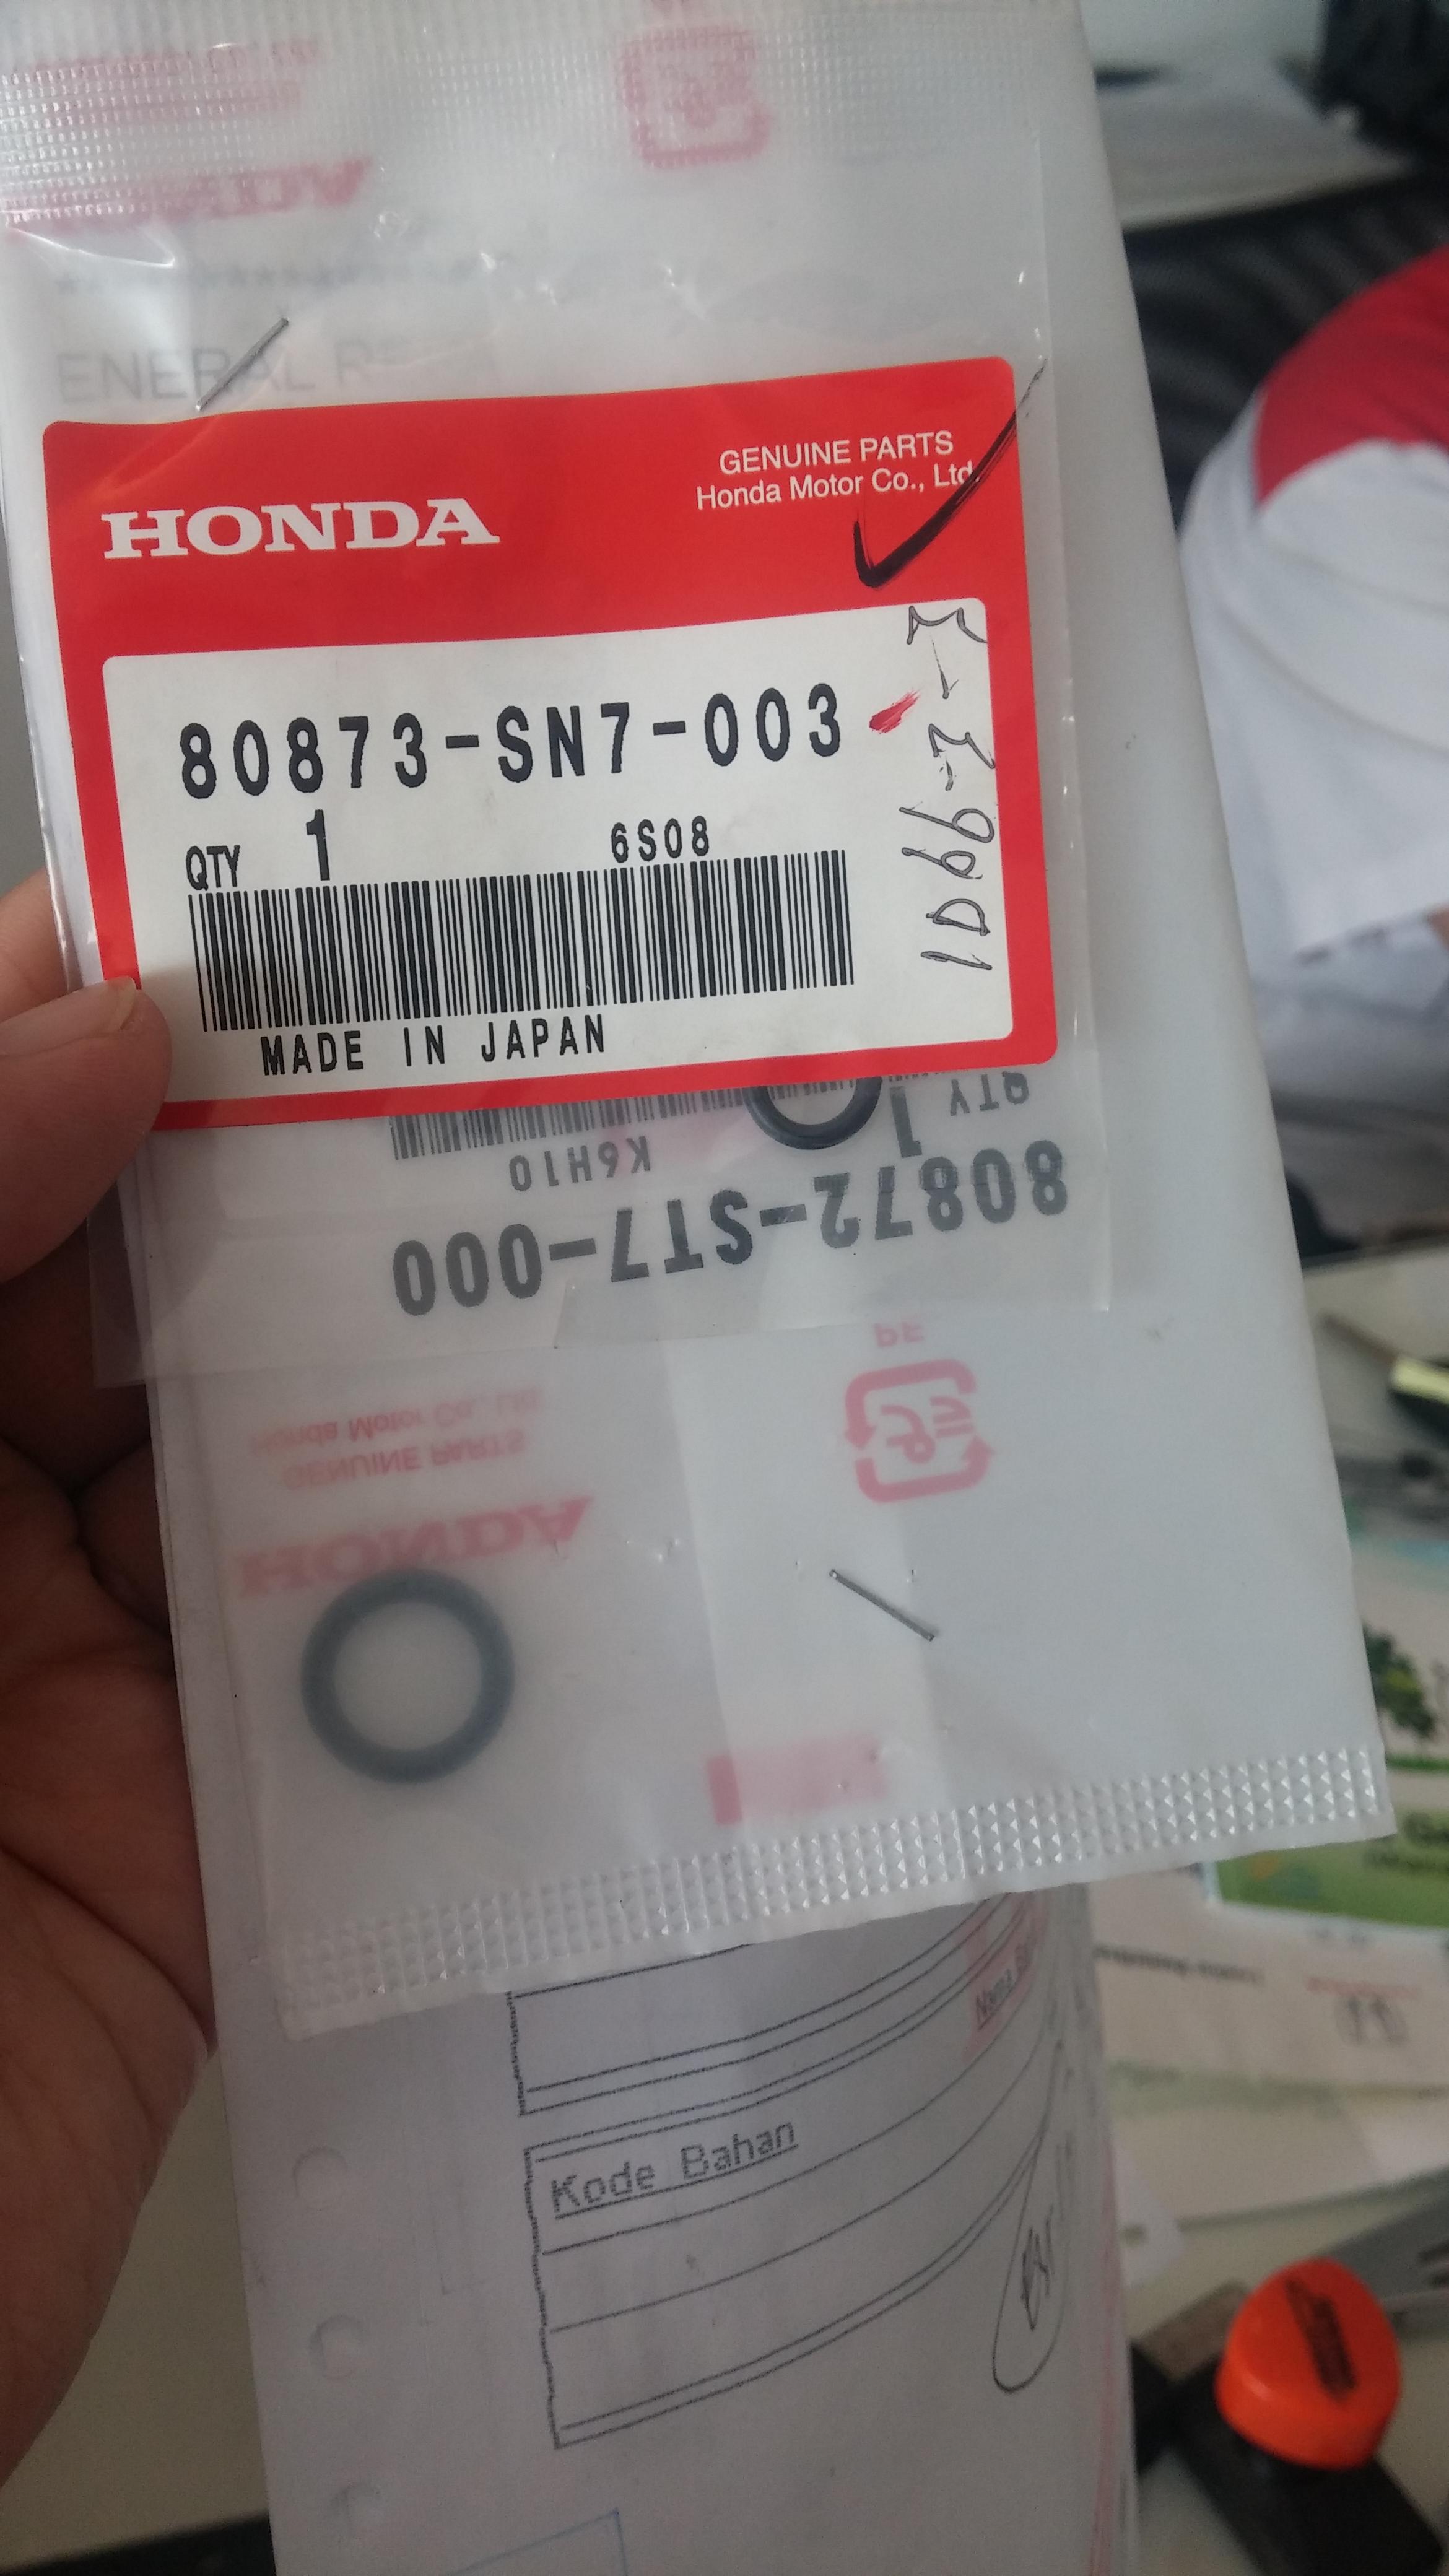 HONDA
GENUINE PARTS
Honda Motor Co., Ltd.
80873-SN7-003
QTY 1 6S08
MADE IN JAPAN
QTY 1
K6H10
80872-ST7-000
PE
Honda Motor Co., Ltd.
GENUINE PARTS
HONDA
Kode Bahan